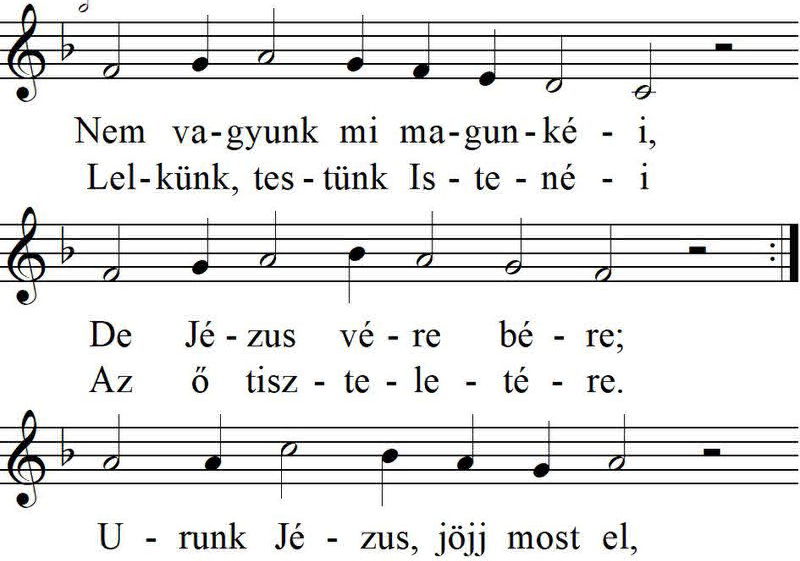 Nem va-gyunk mi ma-gun-ké - i,
Lel-künk, tes-tünk Is - te - né - i
De Jé-zus vé-re bé - re;
Az ő tisz - te - le - té - re.
U - runk Jé - zus, jöjj most el,